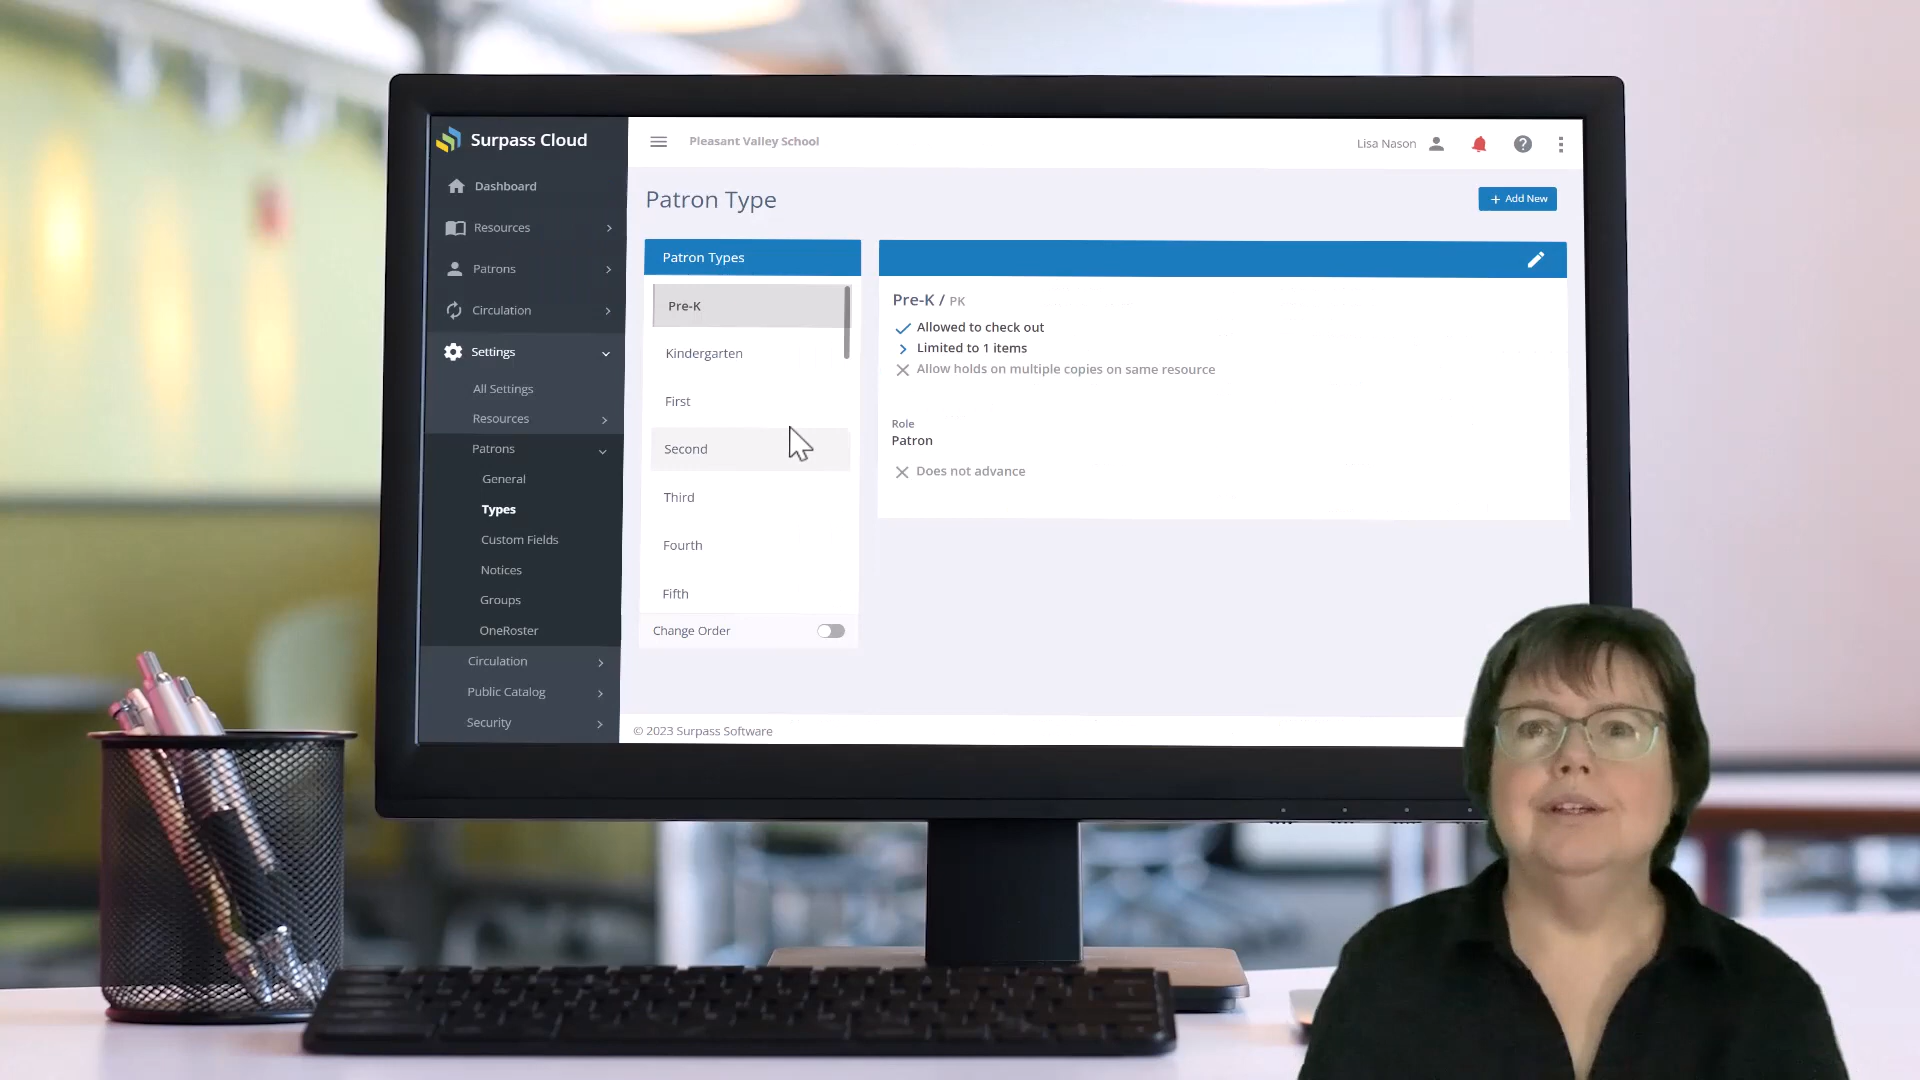 Surpass Cloud
Pleasant Valley School
Lisa Nason
Dashboard
Resources
Patrons
Circulation
Settings
All Settings
Resources
Patrons
General
Types
Custom Fields
Notices
Groups
OneRoster
Circulation
Public Catalog
Security
Patron Type
+ Add New
Patron Types
Pre-K
Kindergarten
First
Second
Third
Fourth
Fifth
Change Order
Pre-K / PK
Allowed to check out
Limited to 1 items
Allow holds on multiple copies on same resource
Role
Patron
Does not advance
© 2023 Surpass Software